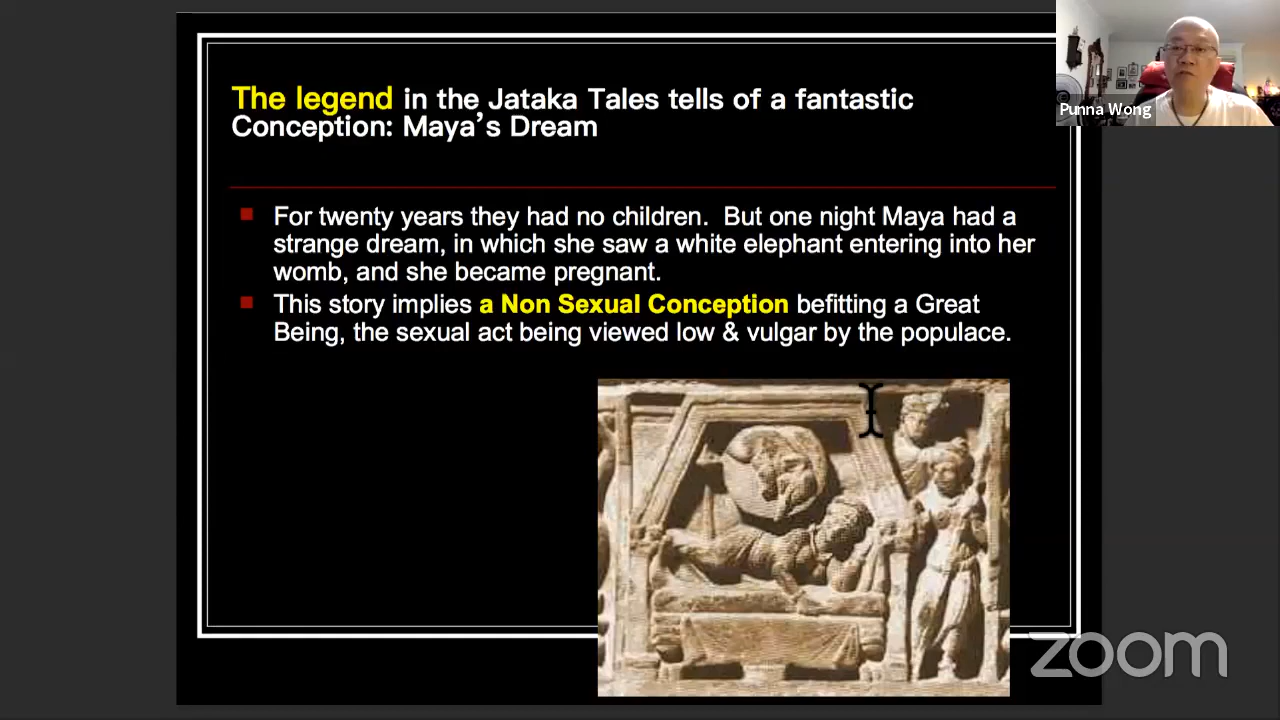 The legend in the Jataka Tales tells of a fantastic
Conception: Maya's Dream
For twenty years they had no children.  But one night Maya had a
strange dream, in which she saw a white elephant entering into her
womb, and she became pregnant.
This story implies a Non Sexual Conception befitting a Great
Being, the sexual act being viewed low & vulgar by the populace.
Punna Wong
zoom